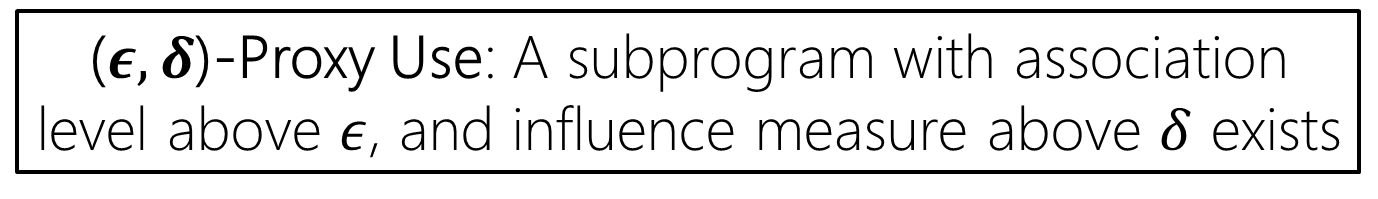 (ϵ, δ)-Proxy Use: A subprogram with association
level above ϵ, and influence measure above δ exists